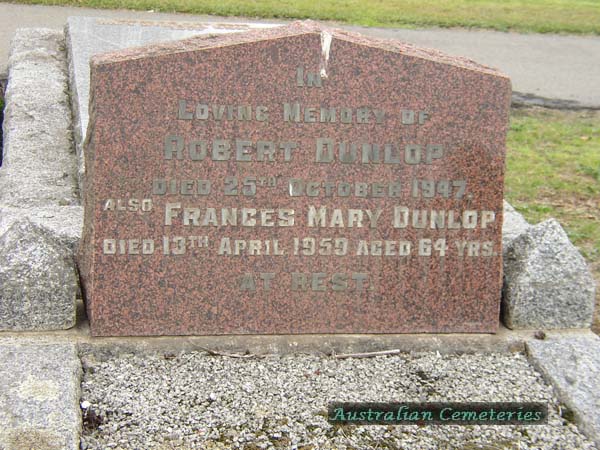 IN
LOVING MEMORY OF
ROBERT DUNLOP
DIED 25TH OCTOBER 1947.
ALSO FRANCES MARY DUNLOP
DIED 13TH APRIL 1959 AGED 64 YRS.
AT REST.
Australian Cemeteries